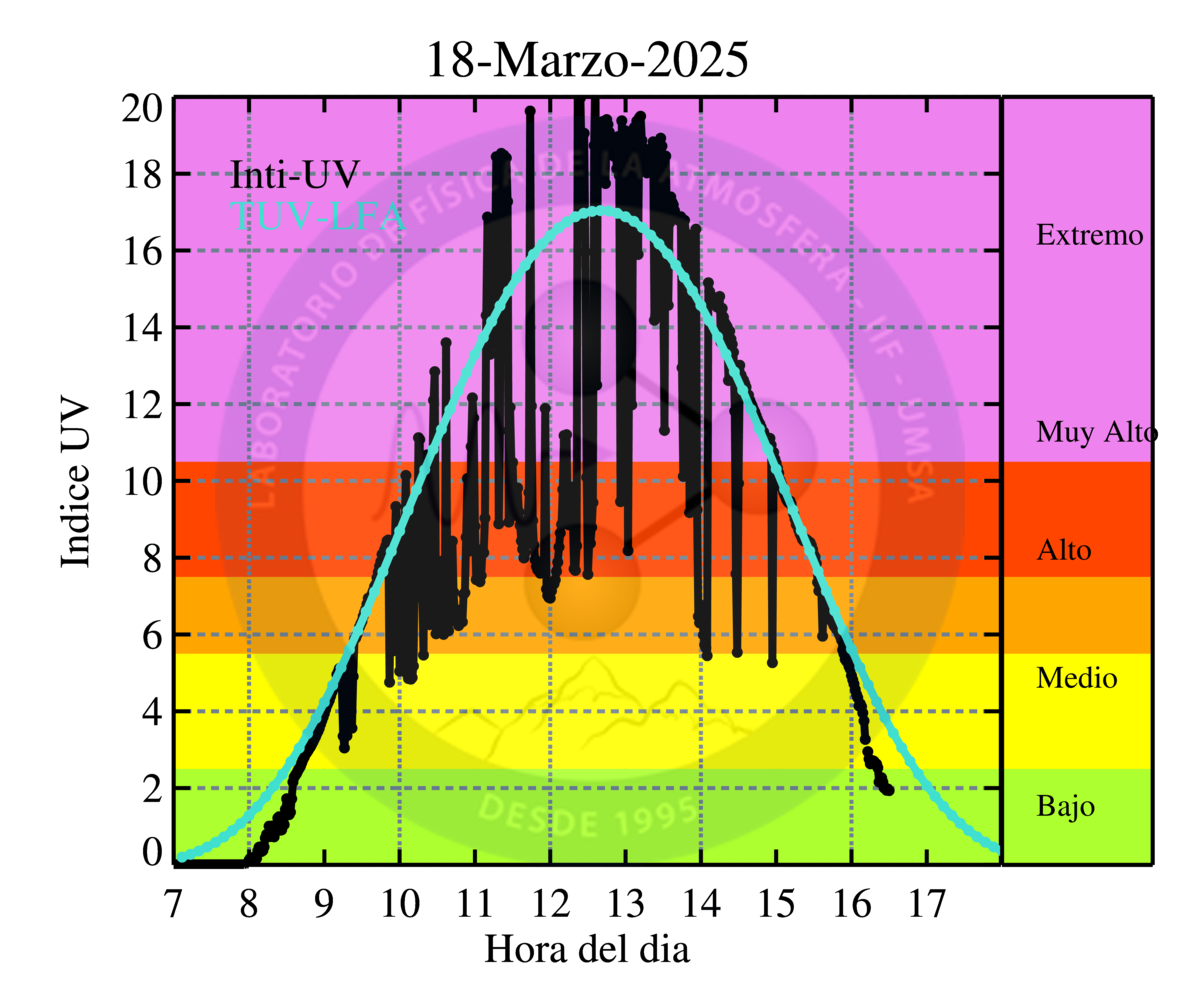 18-Marzo-2025
Inti-UV
TUV-LFA
Indice UV
20
18
16
14
12
10
8
6
4
2
0
7 8 9 10 11 12 13 14 15 16 17
Hora del dia
Extremo
Muy Alto
Alto
Medio
Bajo
LABORATORIO DE FÍSICA DE LA ATMÓSFERA - IIF - UMSA
DESDE 1995